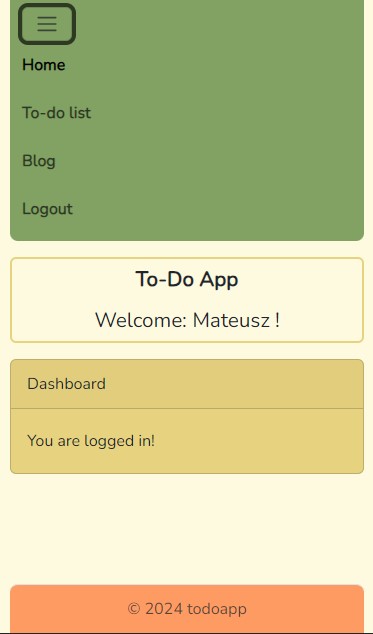 Home
To-do list
Blog
Logout
To-Do App
Welcome: Mateusz !
Dashboard
You are logged in!
© 2024 todoapp